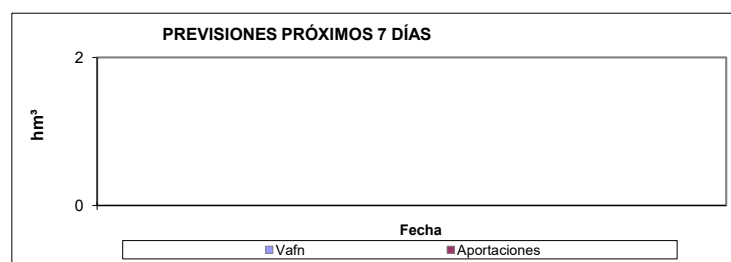 PREVISIONES PRÓXIMOS 7 DÍAS
2
hm³
0
Fecha
Vafn Aportaciones